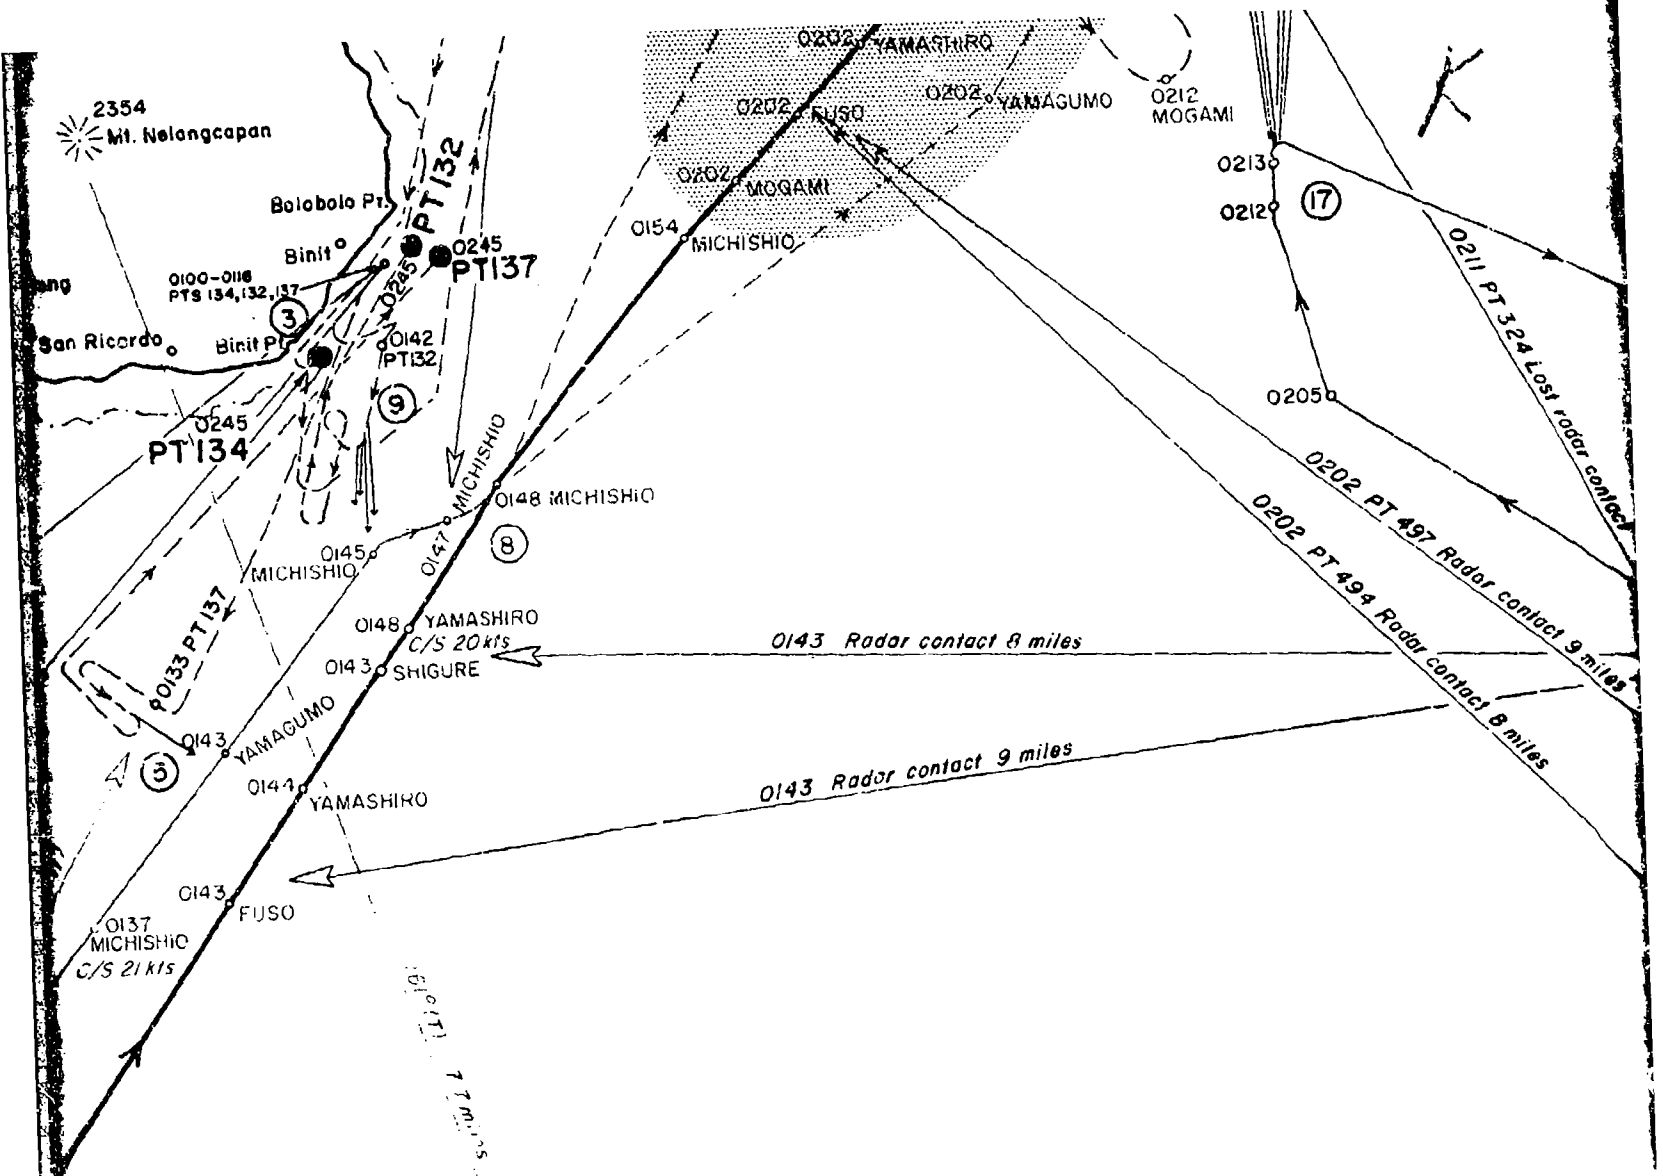 0202 YAMASHIRO
0202 FUSO
0202 YAMAGUMO
0212
MOGAMI
2354
Mt. Nelangcapan
PT132
0213
17
0212
0202 MOGAMI
Bolobolo Pt.
0154 MICHISHIO
Binit
0245
PT137
0245
0100-0116
PTS 134,132,137
3
San Ricardo
Binit Pt.
0142
PT132
9
0205
0211 PT 324 Lost radar contact
0245
PT134
0202 PT 497 Radar contact 9 miles
0202 PT 494 Radar contact 8 miles
0147 MICHISHIO
0148 MICHISHIO
8
0145
MICHISHIO
0133 PT137
0148 YAMASHIRO
C/S 20 kts
0143 Radar contact 8 miles
0143 SHIGURE
0143 YAMAGUMO
0144 YAMASHIRO
0143 Radar contact 9 miles
0143 FUSO
0137
MICHISHIO
C/S 21 kts